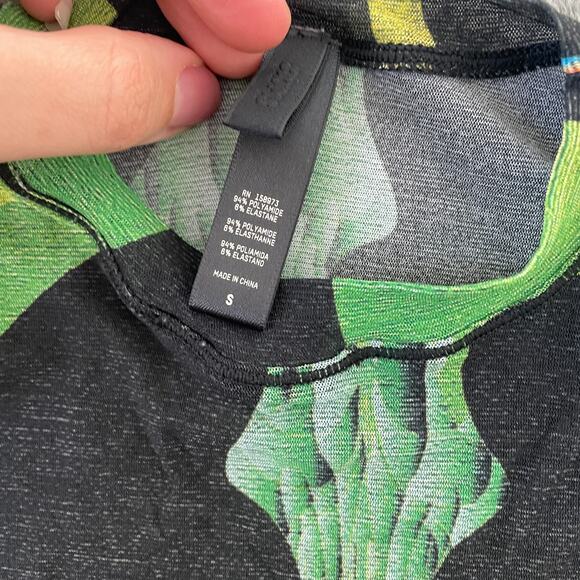 RN 158973
94% POLYAMIDE
6% ELASTANE
94% POLYAMIDE
6% ELASTHANNE
94% POLIAMIDA
6% ELASTANO
MADE IN CHINA
S